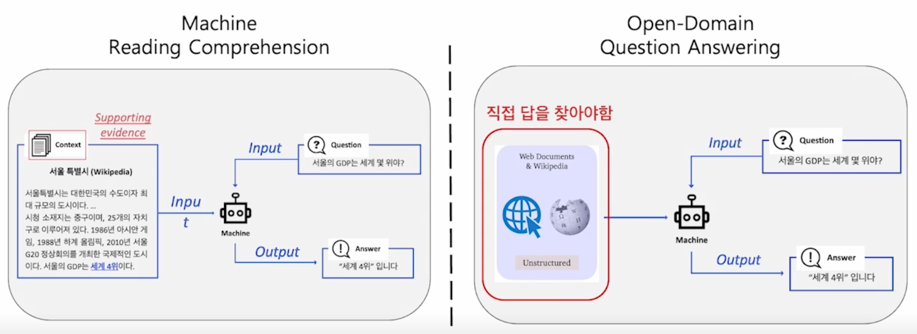 Machine
Reading Comprehension
Supporting
evidence
Context
서울 특별시 (Wikipedia)
서울특별시는 대한민국의 수도이자 최
대 규모의 도시이다. ...
시청 소재지는 중구이며, 25개의 자치
구로 이루어져 있다. 1986년 아시안 게
임, 1988년 하계 올림픽, 2010년 서울
G20 정상회의를 개최한 국제적인 도시
이다. 서울의 GDP는 세계 4위이다.
Inpu
t
Input
Question
서울의 GDP는 세계 몇 위야?
Machine
Output
Answer
“세계 4위” 입니다
Open-Domain
Question Answering
직접 답을 찾아야함
Web Documents
& Wikipedia
Unstructured
Input
Question
서울의 GDP는 세계 몇 위야?
Machine
Output
Answer
“세계 4위” 입니다